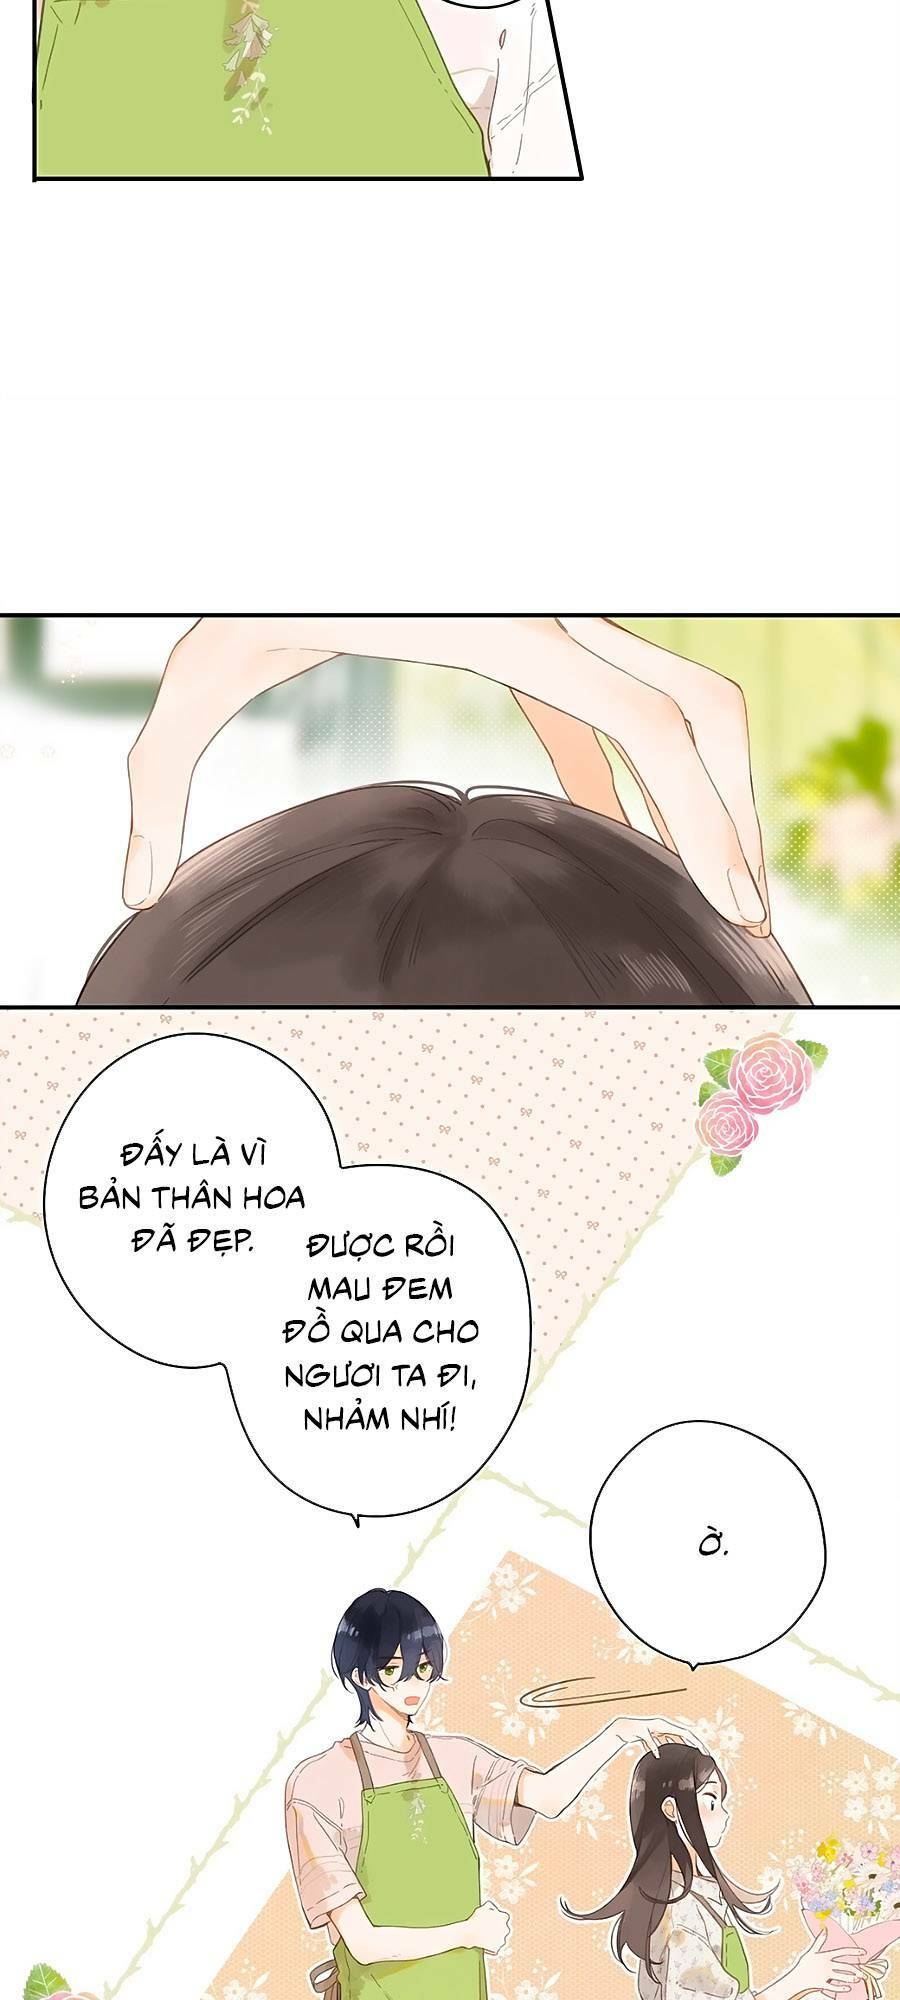 ĐẤY LÀ VÌ
BẢN THÂN HOA
ĐÃ ĐẸP.
ĐƯỢC RỒI
MAU ĐEM
ĐỒ QUA CHO
NGƯƠI TA ĐI,
NHẢM NHÍ!
Ờ.